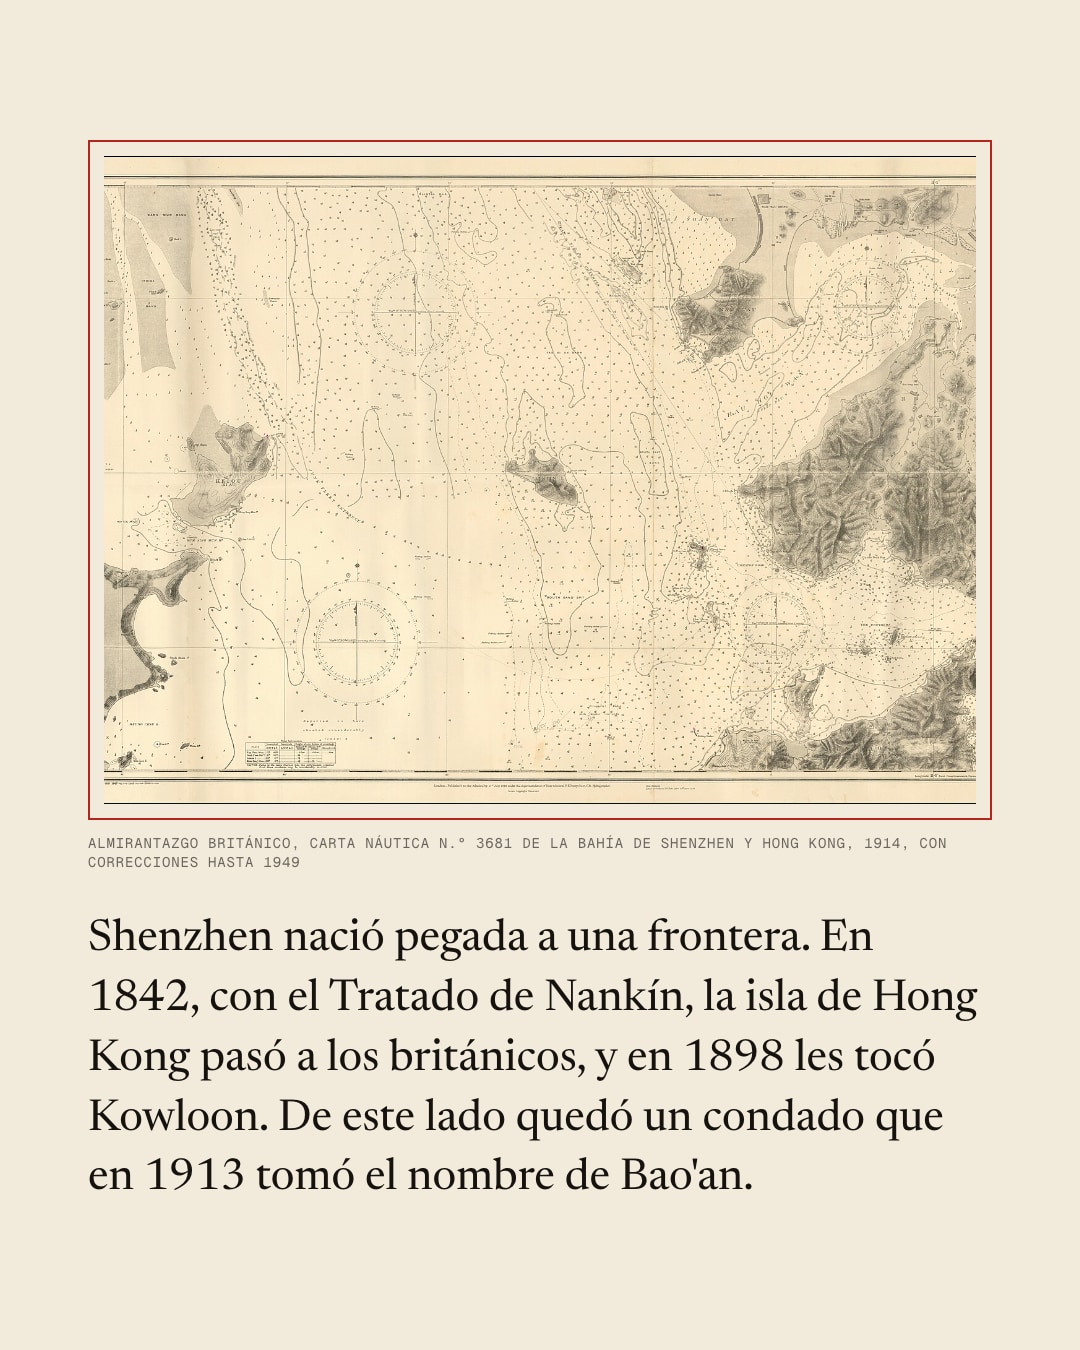 ALMIRANTAZGO BRITÁNICO, CARTA NÁUTICA N.º 3681 DE LA BAHÍA DE SHENZHEN Y HONG KONG, 1914, CON
CORRECCIONES HASTA 1949
Shenzhen nació pegada a una frontera. En
1842, con el Tratado de Nankín, la isla de Hong
Kong pasó a los británicos, y en 1898 les tocó
Kowloon. De este lado quedó un condado que
en 1913 tomó el nombre de Bao'an.